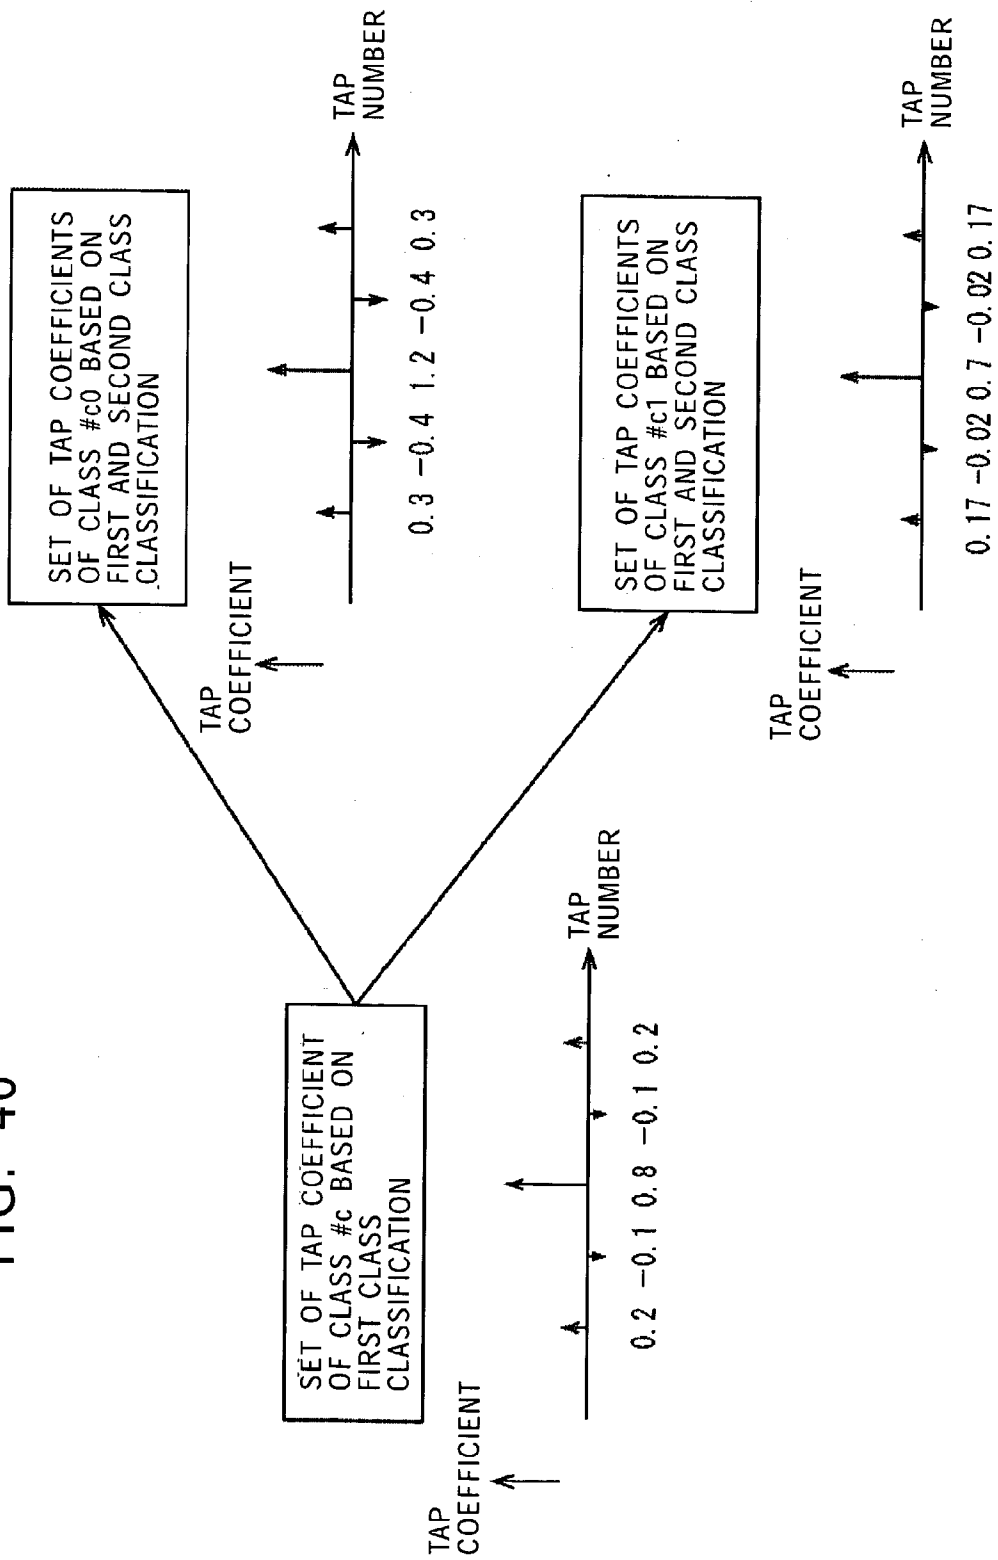 FIG. 40
SET OF TAP COEFFICIENT
OF CLASS #c BASED ON
FIRST CLASS
CLASSIFICATION
TAP
COEFFICIENT
TAP
NUMBER
0.2 -0.1 0.8 -0.1 0.2
SET OF TAP COEFFICIENTS
OF CLASS #c0 BASED ON
FIRST AND SECOND CLASS
CLASSIFICATION
TAP
COEFFICIENT
TAP
NUMBER
0.3 -0.4 1.2 -0.4 0.3
SET OF TAP COEFFICIENTS
OF CLASS #c1 BASED ON
FIRST AND SECOND CLASS
CLASSIFICATION
TAP
COEFFICIENT
TAP
NUMBER
0.17 -0.02 0.7 -0.02 0.17